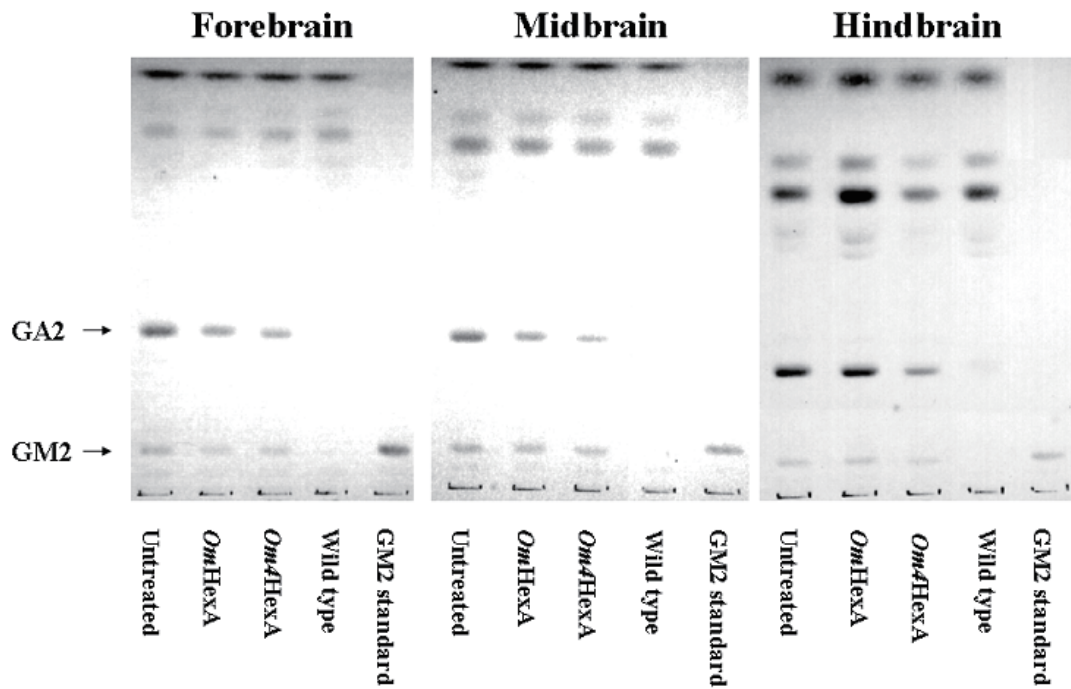 Forebrain Midbrain Hindbrain
GA2 →
GM2 →
Untreated
OmHexA
Om4HexA
Wild type
GM2 standard
Untreated
OmHexA
Om4HexA
Wild type
GM2 standard
Untreated
OmHexA
Om4HexA
Wild type
GM2 standard